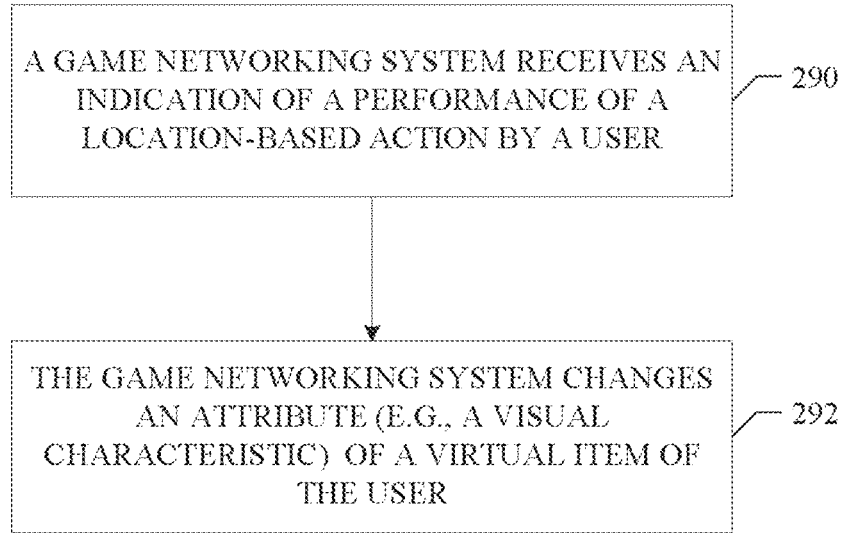 A GAME NETWORKING SYSTEM RECEIVES AN
INDICATION OF A PERFORMANCE OF A
LOCATION-BASED ACTION BY A USER
290
THE GAME NETWORKING SYSTEM CHANGES
AN ATTRIBUTE (E.G., A VISUAL
CHARACTERISTIC) OF A VIRTUAL ITEM OF
THE USER
292